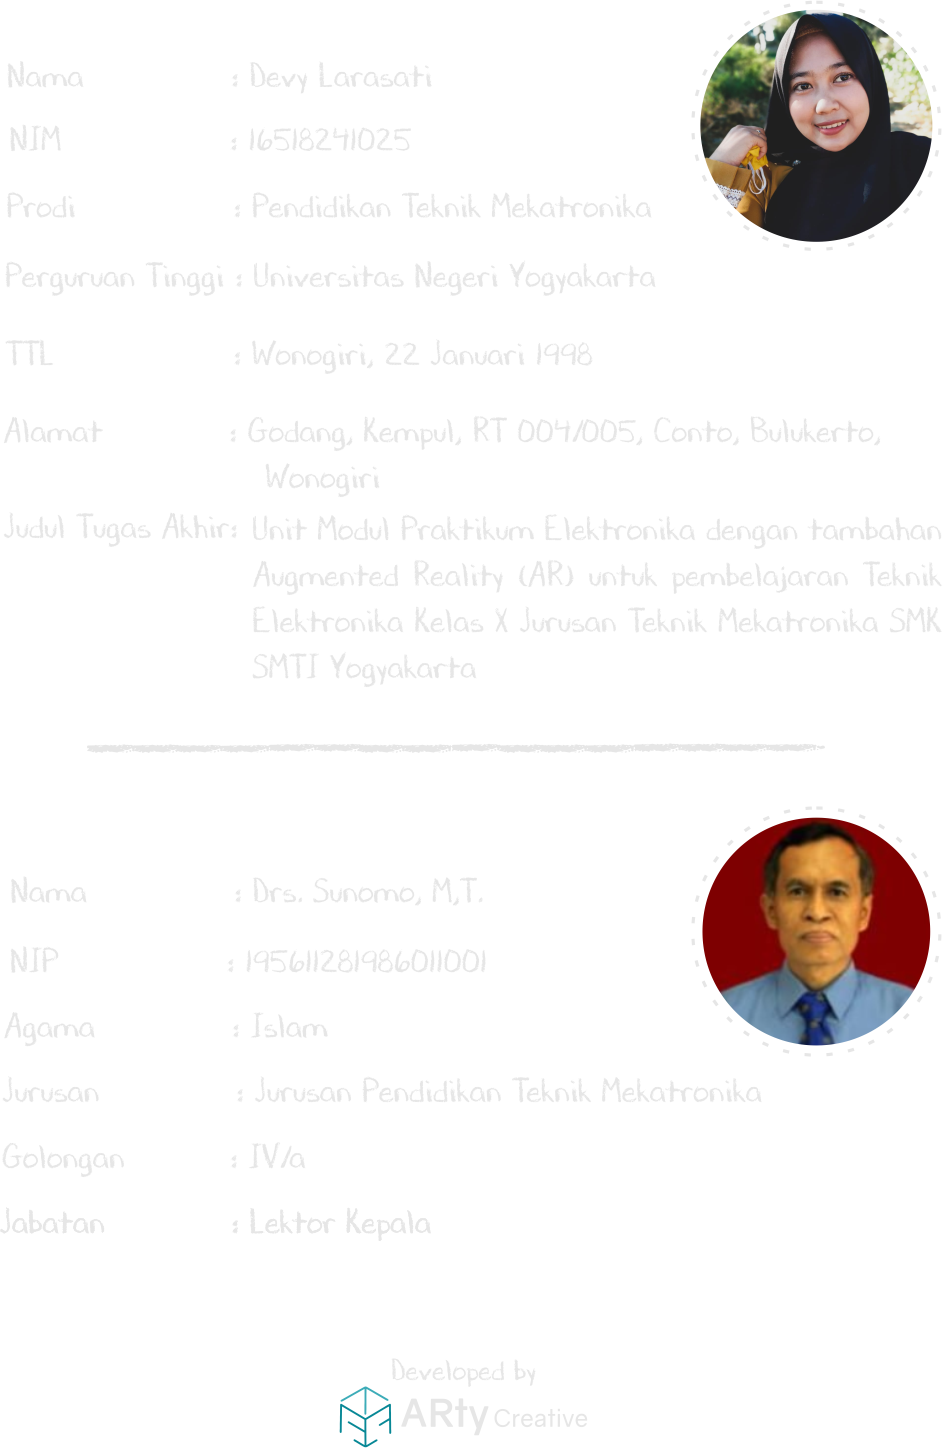 Nama : Devy Larasati
NIM : 16518241025
Prodi : Pendidikan Teknik Mekatronika
Perguruan Tinggi : Universitas Negeri Yogyakarta
TTL : Wonogiri, 22 Januari 1998
Alamat : Godang, Kempul, RT 004/005, Conto, Bulukerto,
Wonogiri
Judul Tugas Akhir: Unit Modul Praktikum Elektronika dengan tambahan
Augmented Reality (AR) untuk pembelajaran Teknik
Elektronika Kelas X Jurusan Teknik Mekatronika SMK
SMTI Yogyakarta
Nama : Drs. Sunomo, M,T.
NIP : 195611281986011001
Agama : Islam
Jurusan : Jurusan Pendidikan Teknik Mekatronika
Golongan : IV/a
Jabatan : Lektor Kepala
Developed by
ARty Creative